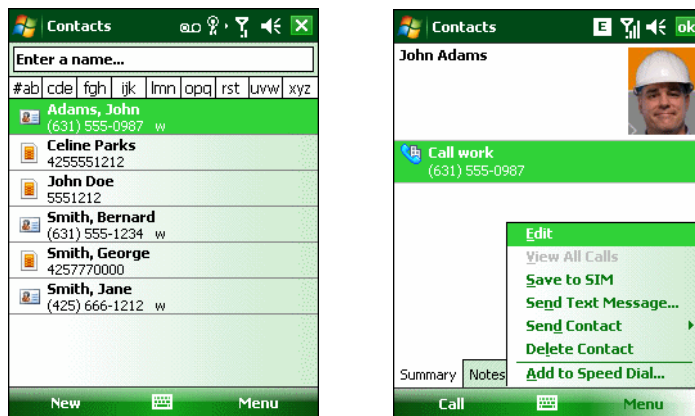 Contacts
Enter a name...
#ab cde fgh ijk lmn opq rst uvw xyz
Adams, John
(631) 555-0987 w
Celine Parks
4255551212
John Doe
5551212
Smith, Bernard
(631) 555-1234 w
Smith, George
4257770000
Smith, Jane
(425) 666-1212 w
New Menu
Contacts E ok
John Adams
Call work
(631) 555-0987
Edit
View All Calls
Save to SIM
Send Text Message...
Send Contact
Delete Contact
Add to Speed Dial...
Summary Notes
Call Menu